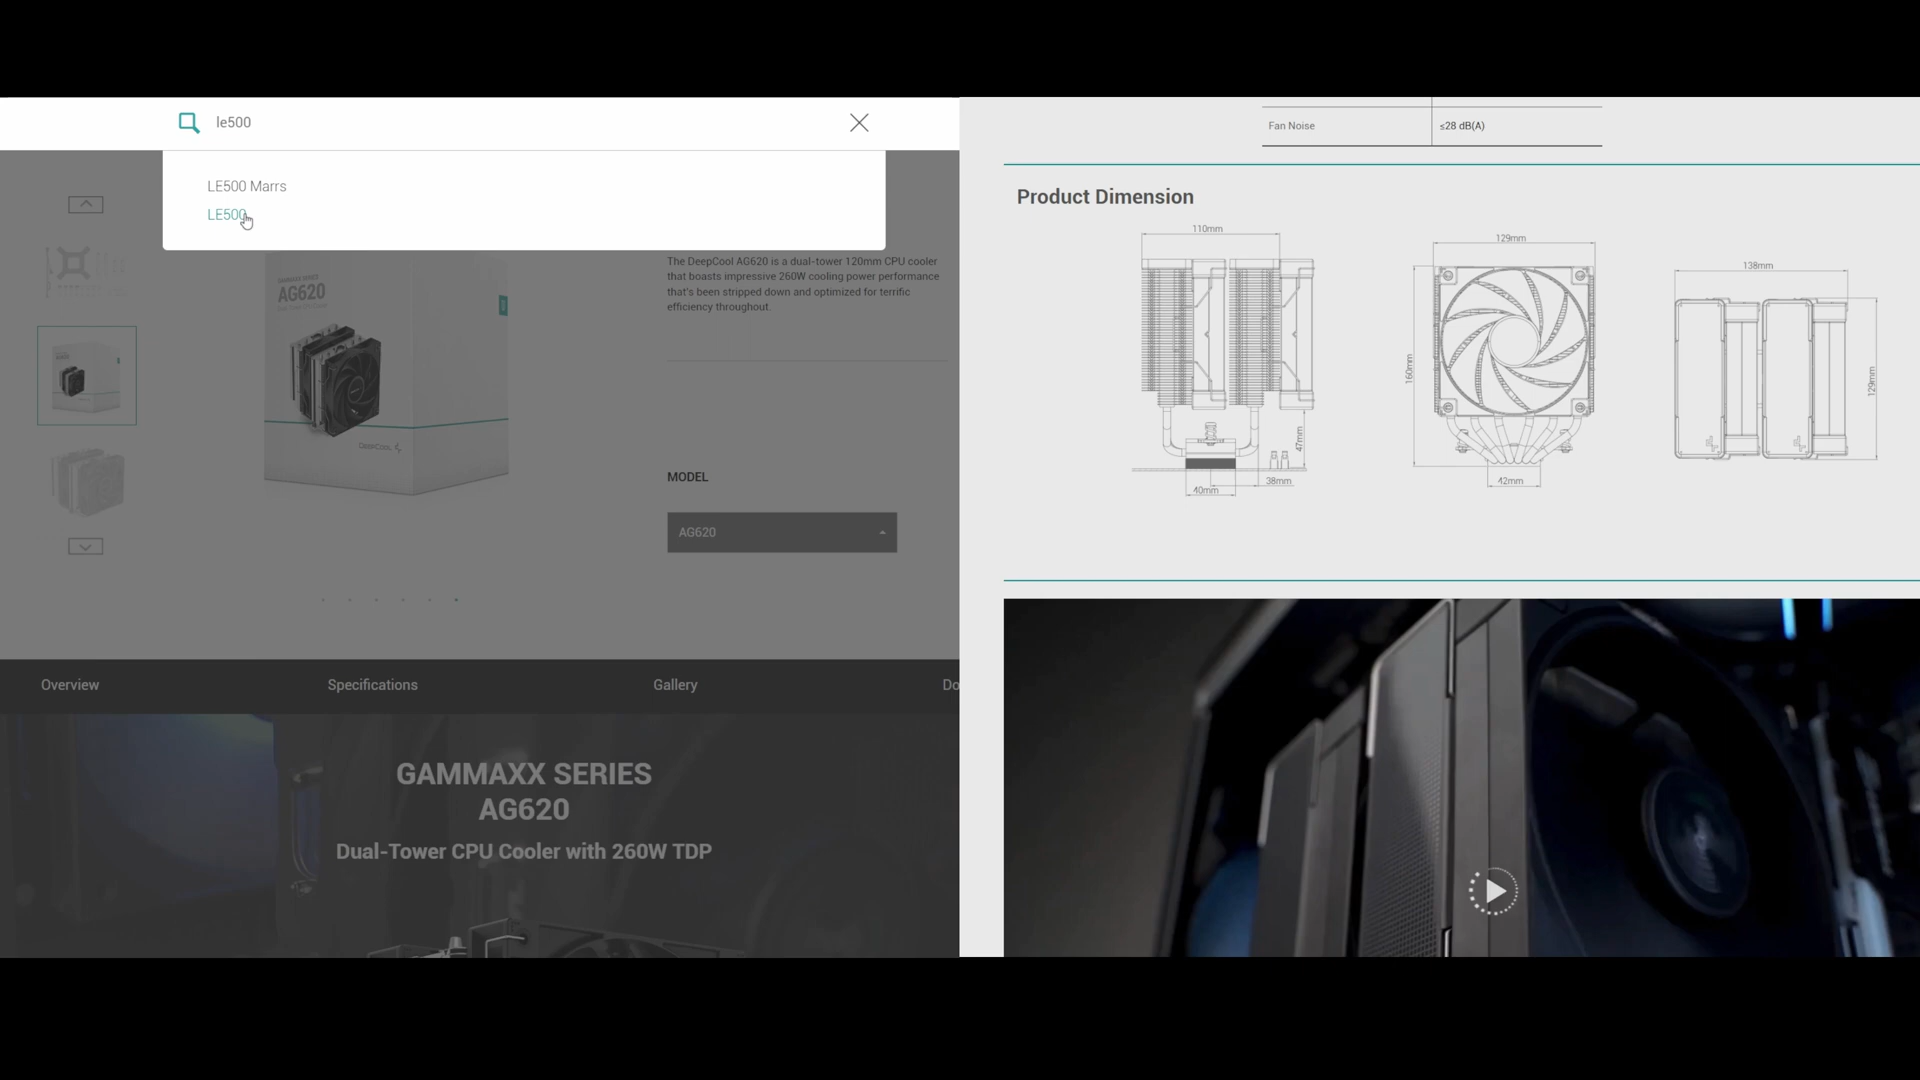 le500
LE500 Marrs
LE500
AG620
DEEPCOOL
The DeepCool AG620 is a dual-tower 120mm CPU cooler
that boasts impressive 260W cooling power performance
that's been stripped down and optimized for terrific
efficiency throughout.
MODEL
AG620
Overview
Specifications
Gallery
Do
GAMMAXX SERIES
AG620
Dual-Tower CPU Cooler with 260W TDP
Fan Noise
≤28 dB(A)
Product Dimension
110mm
47mm
38mm
40mm
129mm
160mm
42mm
138mm
129mm